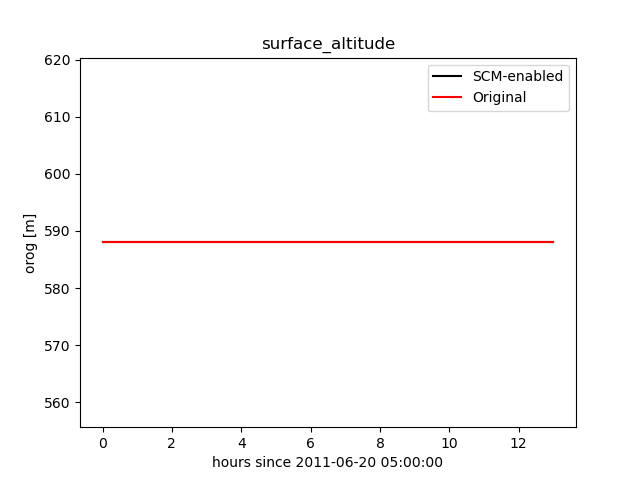 surface_altitude
620
610
600
590
580
570
560
orog [m]
SCM-enabled
Original
0 2 4 6 8 10 12
hours since 2011-06-20 05:00:00